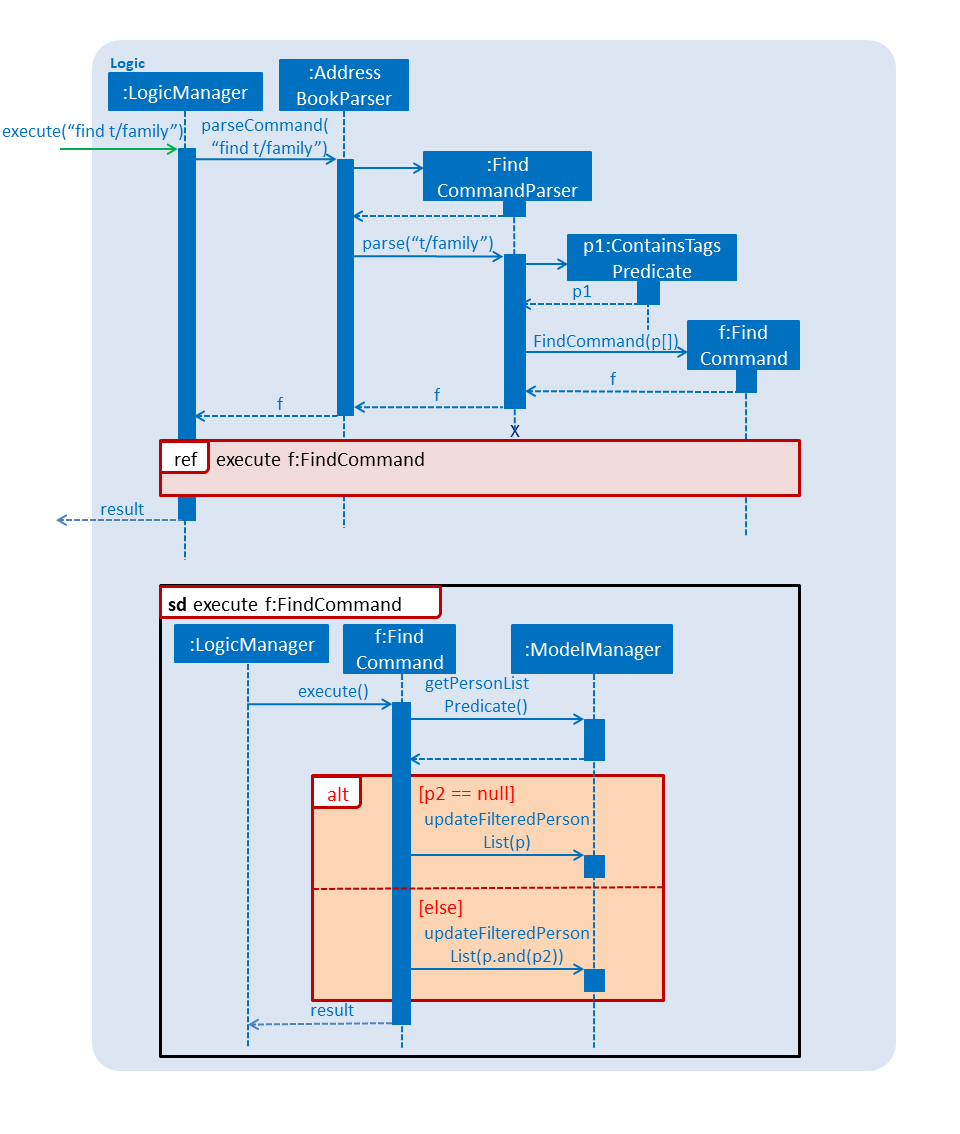 Logic
:LogicManager
:Address
BookParser
execute(“find t/family”)
parseCommand(
“find t/family”)
:Find
CommandParser
parse(“t/family”)
p1:ContainsTags
Predicate
p1
FindCommand(p[])
f:Find
Command
f
f
f
X
ref
execute f:FindCommand
result
sd execute f:FindCommand
:LogicManager
f:Find
Command
:ModelManager
execute()
getPersonList
Predicate()
alt
[p2 == null]
updateFilteredPerson
List(p)
[else]
updateFilteredPerson
List(p.and(p2))
result